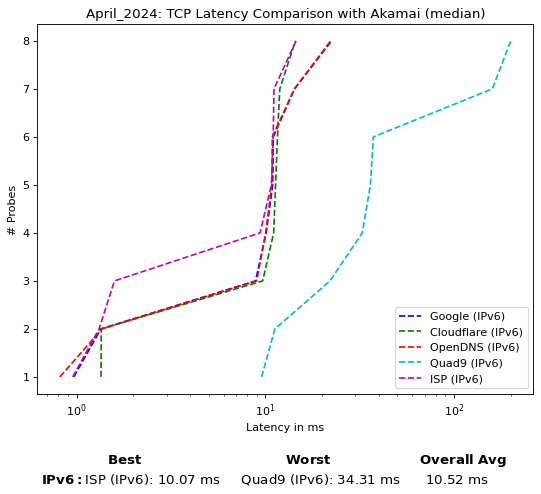 April_2024: TCP Latency Comparison with Akamai (median)
8
7
6
5
4
3
2
1
# Probes
10⁰ 10¹ 10²
Latency in ms
Google (IPv6)
Cloudflare (IPv6)
OpenDNS (IPv6)
Quad9 (IPv6)
ISP (IPv6)
Best Worst Overall Avg
IPv6: ISP (IPv6): 10.07 ms Quad9 (IPv6): 34.31 ms 10.52 ms